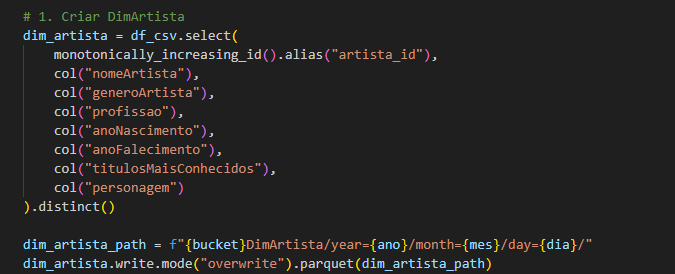 # 1. Criar DimArtista
dim_artista = df_csv.select(
    monotonically_increasing_id().alias("artista_id"),
    col("nomeArtista"),
    col("generoArtista"),
    col("profissao"),
    col("anoNascimento"),
    col("anoFalecimento"),
    col("titulosMaisConhecidos"),
    col("personagem")
).distinct()
dim_artista_path = f"{bucket}DimArtista/year={ano}/month={mes}/day={dia}/"
dim_artista.write.mode("overwrite").parquet(dim_artista_path)